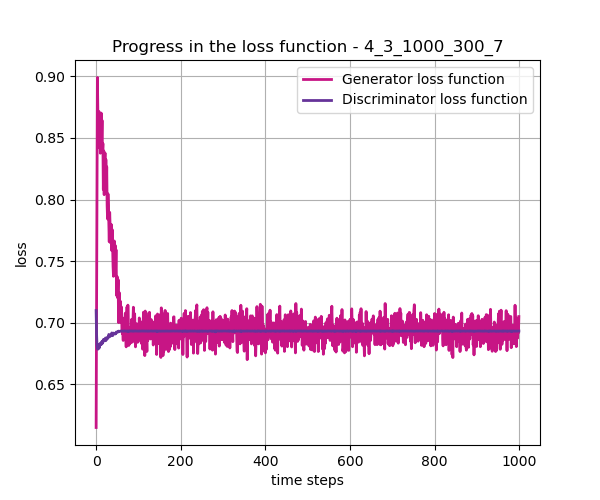 Progress in the loss function - 4_3_1000_300_7
Generator loss function
Discriminator loss function
0.90
0.85
0.80
0.75
0.70
0.65
loss
0 200 400 600 800 1000
time steps